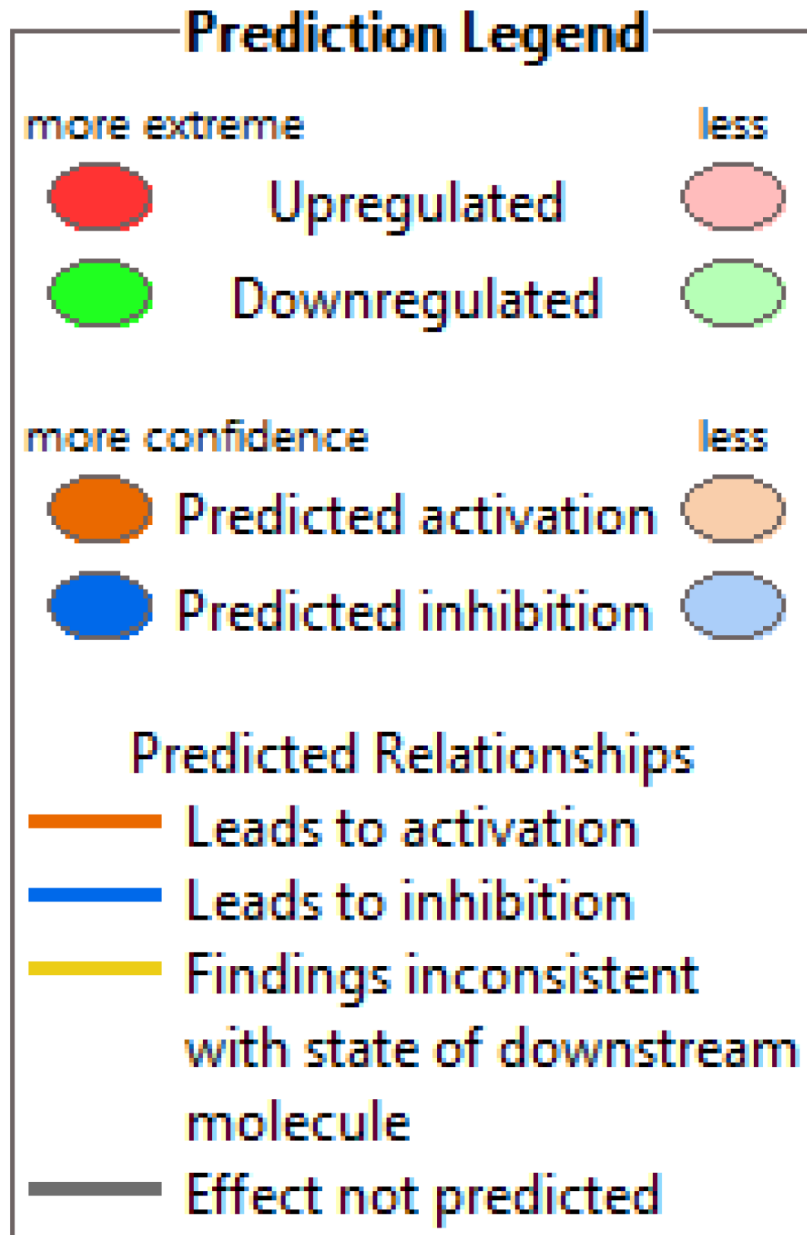 Prediction Legend
more extreme less
Upregulated
Downregulated
more confidence less
Predicted activation
Predicted inhibition
Predicted Relationships
Leads to activation
Leads to inhibition
Findings inconsistent
with state of downstream
molecule
Effect not predicted